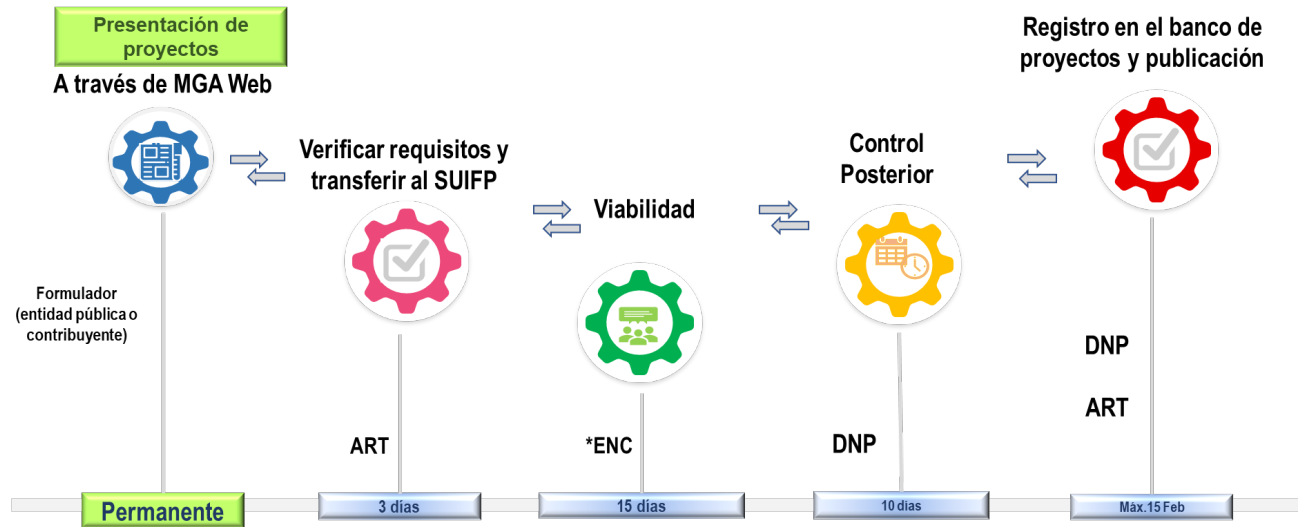 Presentación de
proyectos
A través de MGA Web
Formulador
(entidad pública o
contribuyente)
Permanente
Verificar requisitos y
transferir al SUIFP
ART
3 días
Viabilidad
*ENC
15 días
Control
Posterior
DNP
10 días
Registro en el banco de
proyectos y publicación
DNP
ART
Máx.15 Feb